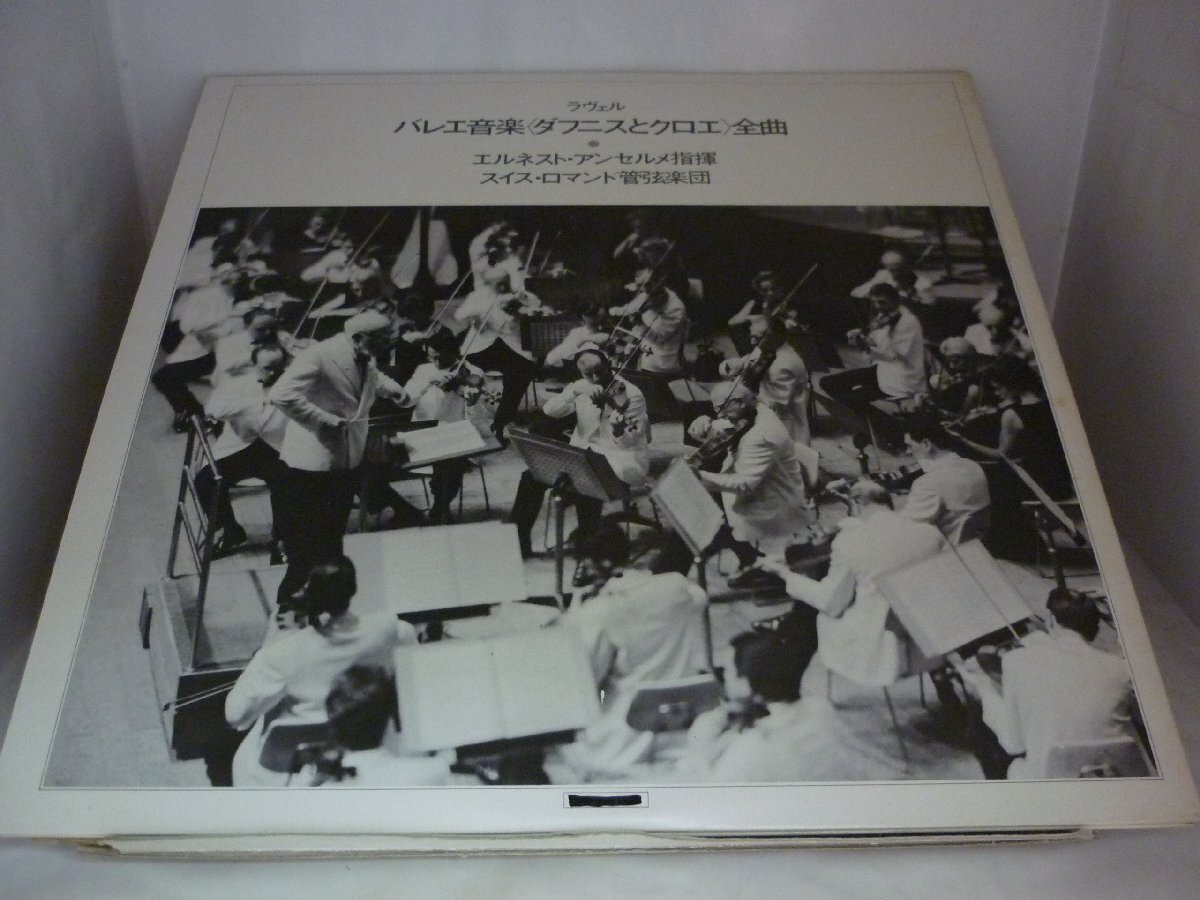 ラヴェル
バレエ音楽〈ダフニスとクロエ〉全曲
エルネスト・アンセルメ指揮
スイス・ロマンド管弦楽団